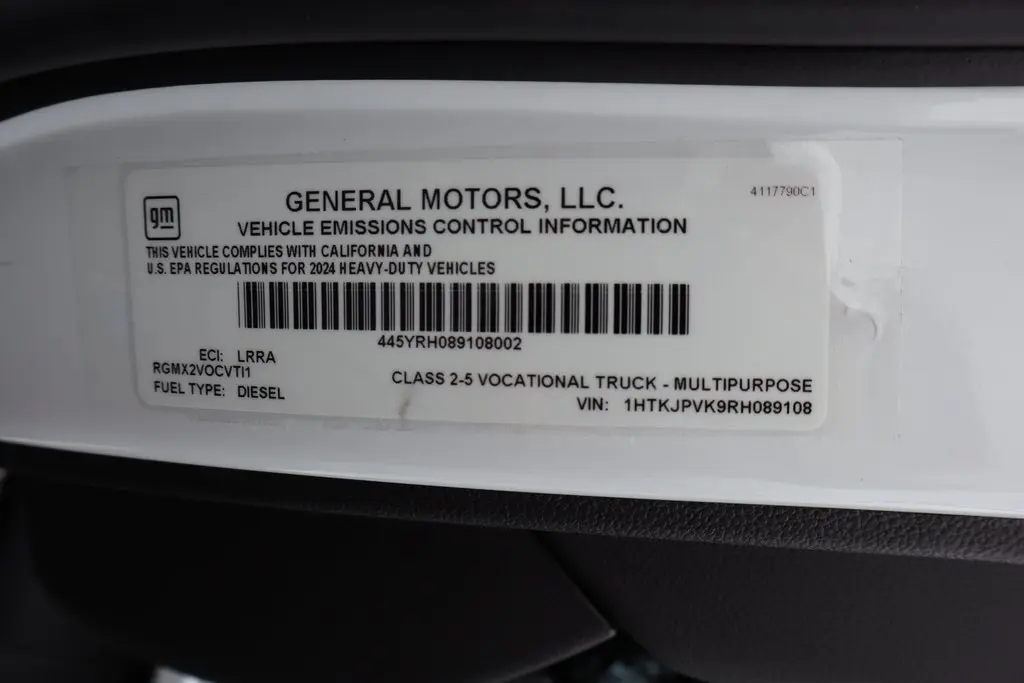 gm
GENERAL MOTORS, LLC.
4117790C1
VEHICLE EMISSIONS CONTROL INFORMATION
THIS VEHICLE COMPLIES WITH CALIFORNIA AND
U.S. EPA REGULATIONS FOR 2024 HEAVY-DUTY VEHICLES
445YRH089108002
ECI: LRRA
RGMX2VOCVTI1
FUEL TYPE: DIESEL
CLASS 2-5 VOCATIONAL TRUCK - MULTIPURPOSE
VIN: 1HTKJPVK9RH089108